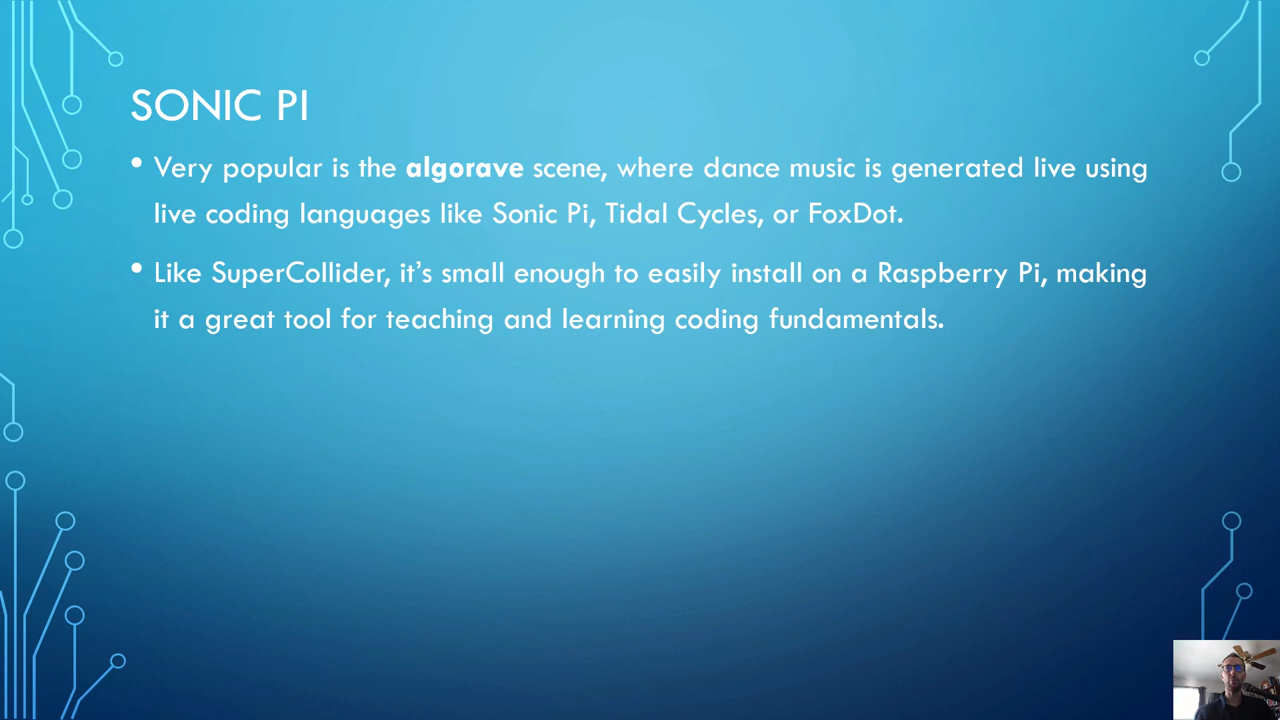 SONIC PI
• Very popular is the algorave scene, where dance music is generated live using
live coding languages like Sonic Pi, Tidal Cycles, or FoxDot.
• Like SuperCollider, it’s small enough to easily install on a Raspberry Pi, making
it a great tool for teaching and learning coding fundamentals.